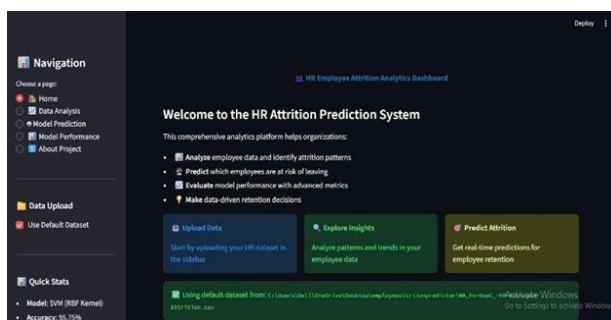 Deploy
Navigation
Choose a page:
Home
Data Analysis
Model Prediction
Model Performance
About Project
Data Upload
Use Default Dataset
Quick Stats
Model: SVM (RBF Kernel)
Accuracy: 95.75%
HR Employee Attrition Analytics Dashboard
Welcome to the HR Attrition Prediction System
This comprehensive analytics platform helps organizations:
Analyze employee data and identify attrition patterns
Predict which employees are at risk of leaving
Evaluate model performance with advanced metrics
Make data-driven retention decisions
Upload Data
Start by uploading your HR dataset in
the sidebar
Explore Insights
Analyze patterns and trends in your
employee data
Predict Attrition
Get real-time predictions for
employee retention
Using default dataset from:
Activate Windows
Go to Settings to activate Windows